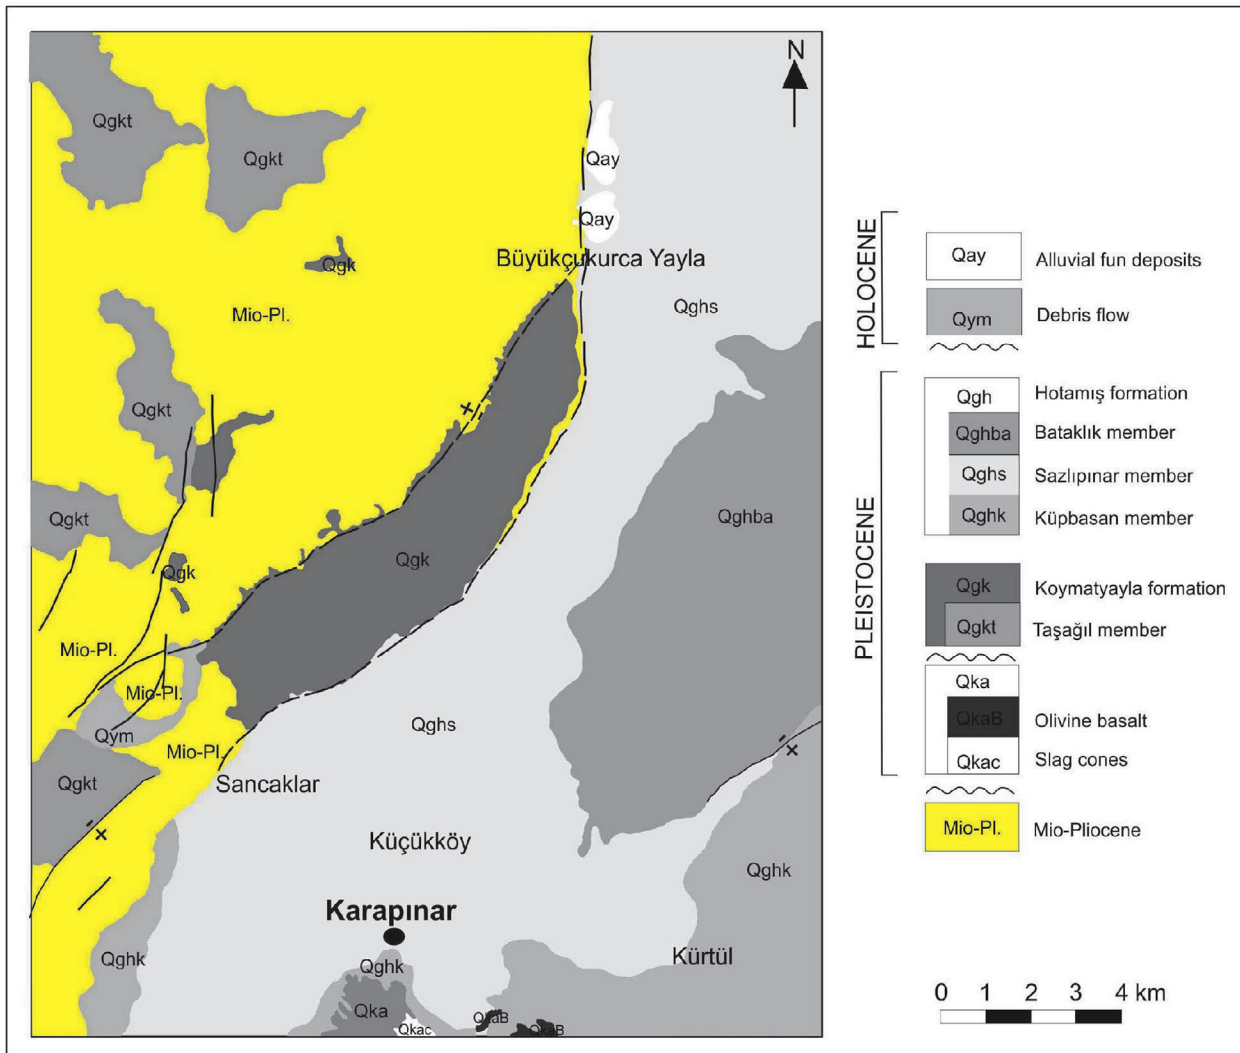 N
Qgkt
Qgkt
Qay
Qay
Büyükçukurca Yayla
Qgk
Qghs
Mio-Pl.
Qgkt
Qghba
Qgkt
Qgk
Qgk
Mio-Pl.
Mio-Pl.
Qym
Mio-Pl.
Qghs
Qgkt
Sancaklar
Küçükköy
Qghk
Karapınar
Qghk
Qghk
Kürtül
Qka
Qkac
QkaB
QkaB
HOLOCENE
Qay Alluvial fun deposits
Qym Debris flow
PLEISTOCENE
Qgh Hotamış formation
Qghba Bataklık member
Qghs Sazlıpınar member
Qghk Küpbasan member
Qgk Koymatyayla formation
Qgkt Taşağıl member
Qka
QkaB Olivine basalt
Qkac Slag cones
Mio-Pl. Mio-Pliocene
0 1 2 3 4 km